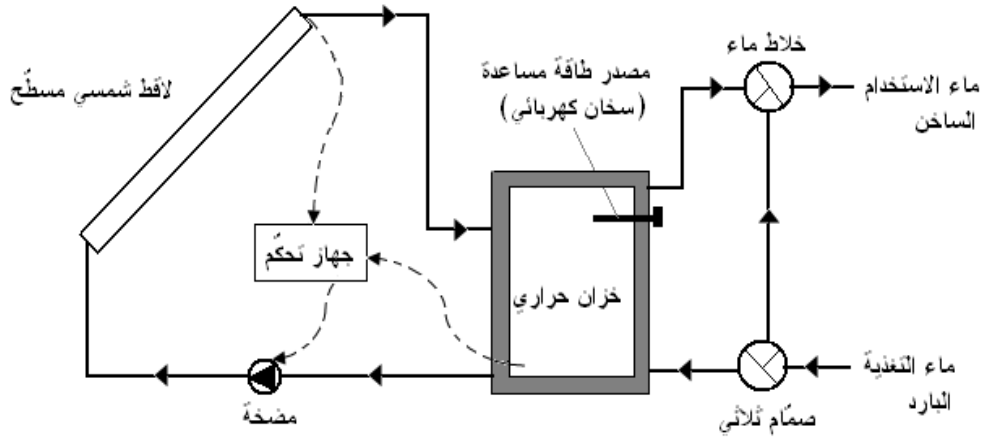 خلاط ماء
مصدر طاقة مساعدة
(سخان كهربائي)
ماء الاستخدام
الساخن
لاقط شمسي مسطّح
جهاز تحكّم
خزان حراري
ماء التغذية
البارد
صمّام ثلاثي
مضخة